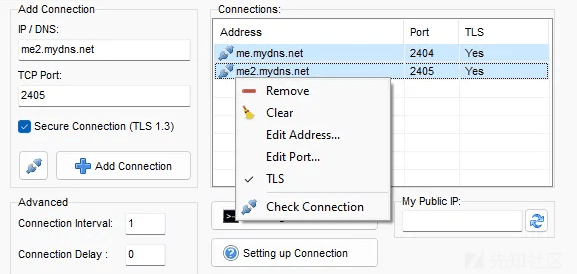 Add Connection
IP / DNS:
me2.mydns.net
TCP Port:
2405
Secure Connection (TLS 1.3)
Add Connection
Advanced
Connection Interval: 1
Connection Delay : 0
Connections:
Address Port TLS
me.mydns.net 2404 Yes
me2.mydns.net 2405 Yes
Remove
Clear
Edit Address...
Edit Port...
TLS
Check Connection
My Public IP:
Setting up Connection
先知社区